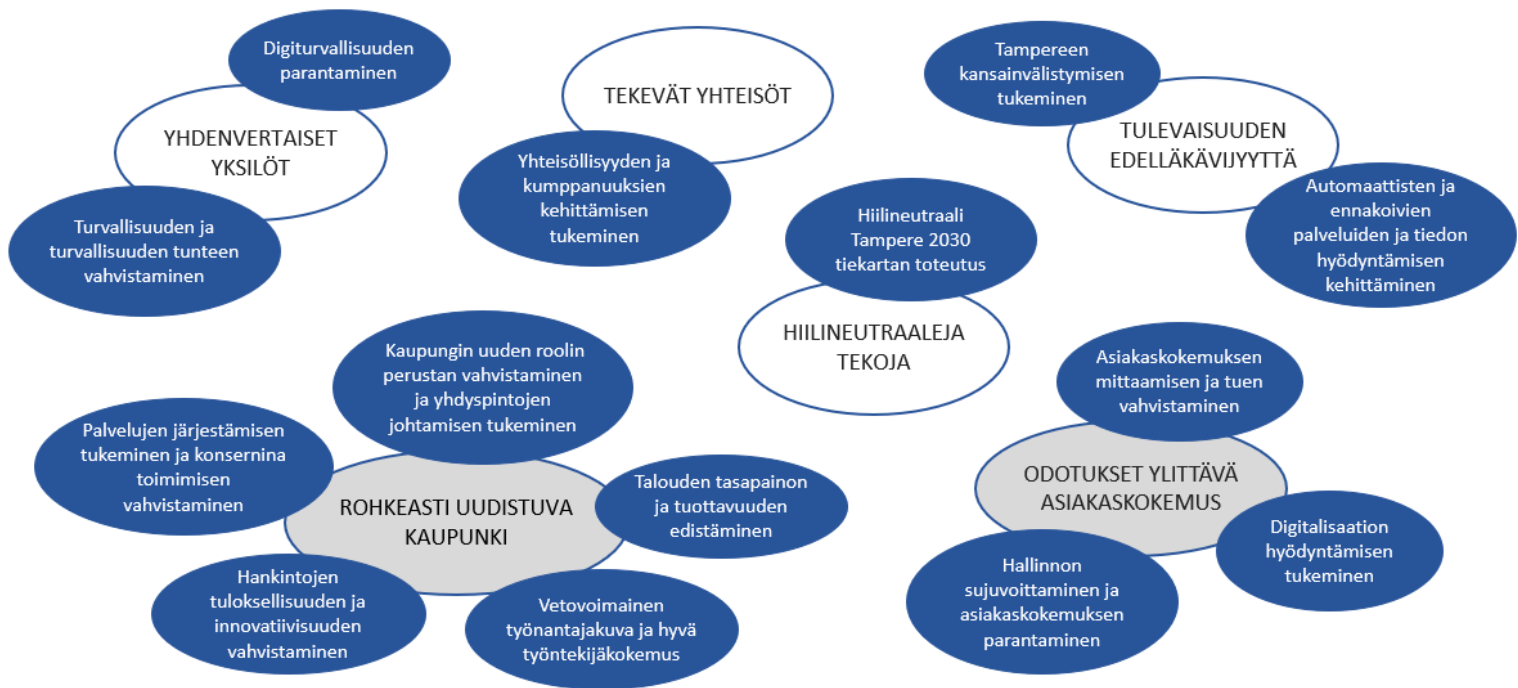 Digiturvallisuuden
parantaminen
YHDENVERTAISET
YKSILÖT
Turvallisuuden ja
turvallisuuden tunteen
vahvistaminen
TEKEVÄT YHTEISÖT
Yhteisöllisyyden ja
kumppanuuksien
kehittämisen
tukeminen
Tampereen
kansainvälistymisen
tukeminen
TULEVAISUUDEN
EDELLÄKÄVIJYYTTÄ
Automaattisten ja
ennakoivien
palveluiden ja tiedon
hyödyntämisen
kehittäminen
Hiilineutraali
Tampere 2030
tiekartan toteutus
HIILINEUTRAALEJA
TEKOJA
Kaupungin uuden roolin
perustan vahvistaminen
ja yhdyspintojen
johtamisen tukeminen
Palvelujen järjestämisen
tukeminen ja konsernina
toimimisen
vahvistaminen
ROHKEASTI UUDISTUVA
KAUPUNKI
Talouden tasapainon
ja tuottavuuden
edistäminen
Hankintojen
tuloksellisuuden ja
innovatiivisuuden
vahvistaminen
Vetovoimainen
työnantajakuva ja hyvä
työntekijäkokemus
Asiakaskokemuksen
mittaamisen ja tuen
vahvistaminen
ODOTUKSET YLITTÄVÄ
ASIAKASKOKEMUS
Digitalisaation
hyödyntämisen
tukeminen
Hallinnon
sujuvoittaminen ja
asiakaskokemuksen
parantaminen